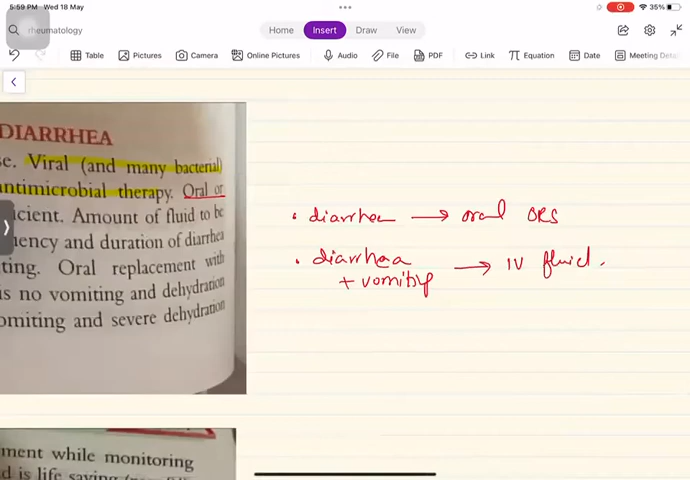 5:59 PM Wed 18 May
35%
rheumatology
Home Insert Draw View
Table Pictures Camera Online Pictures Audio File PDF Link Equation Date Meeting
DIARRHEA
se. Viral (and many bacterial)
antimicrobial therapy. Oral or
icient. Amount of fluid to be
uency and duration of diarrhea
ting. Oral replacement with
is no vomiting and dehydration
omiting and severe dehydration
• diarrhea → oral ORS
• diarrhea → IV fluid.
+ vomiting
ment while monitoring
d is life saving